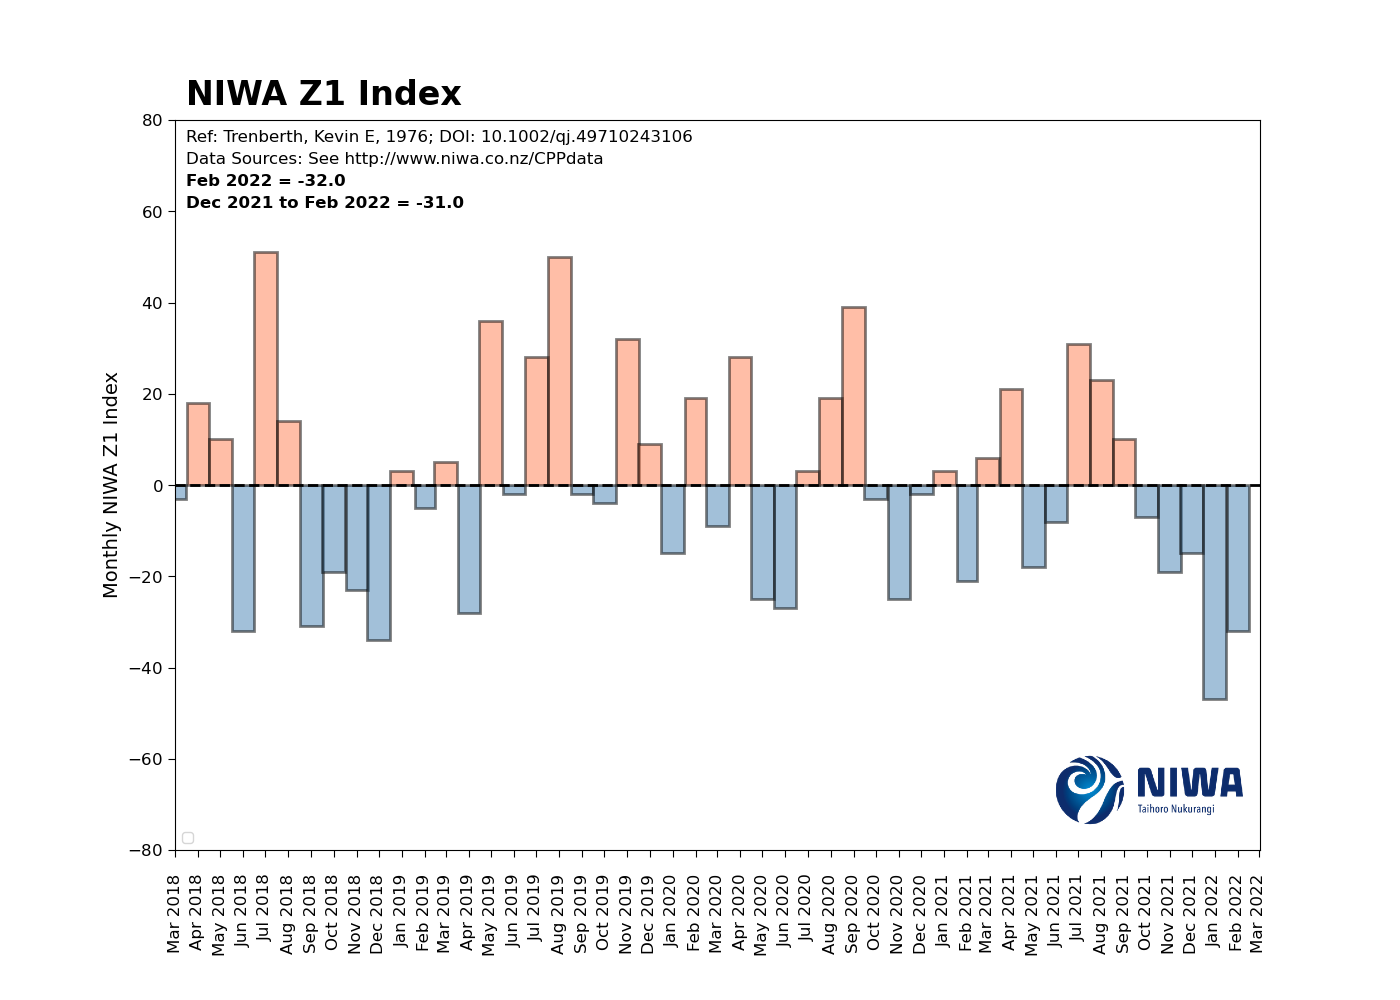 NIWA Z1 Index
Ref: Trenberth, Kevin E, 1976; DOI: 10.1002/qj.49710243106
Data Sources: See http://www.niwa.co.nz/CPPdata
Feb 2022 = -32.0
Dec 2021 to Feb 2022 = -31.0
Monthly NIWA Z1 Index
80
60
40
20
0
−20
−40
−60
−80
NIWA
Taihoro Nukurangi
Mar 2018
Apr 2018
May 2018
Jun 2018
Jul 2018
Aug 2018
Sep 2018
Oct 2018
Nov 2018
Dec 2018
Jan 2019
Feb 2019
Mar 2019
Apr 2019
May 2019
Jun 2019
Jul 2019
Aug 2019
Sep 2019
Oct 2019
Nov 2019
Dec 2019
Jan 2020
Feb 2020
Mar 2020
Apr 2020
May 2020
Jun 2020
Jul 2020
Aug 2020
Sep 2020
Oct 2020
Nov 2020
Dec 2020
Jan 2021
Feb 2021
Mar 2021
Apr 2021
May 2021
Jun 2021
Jul 2021
Aug 2021
Sep 2021
Oct 2021
Nov 2021
Dec 2021
Jan 2022
Feb 2022
Mar 2022